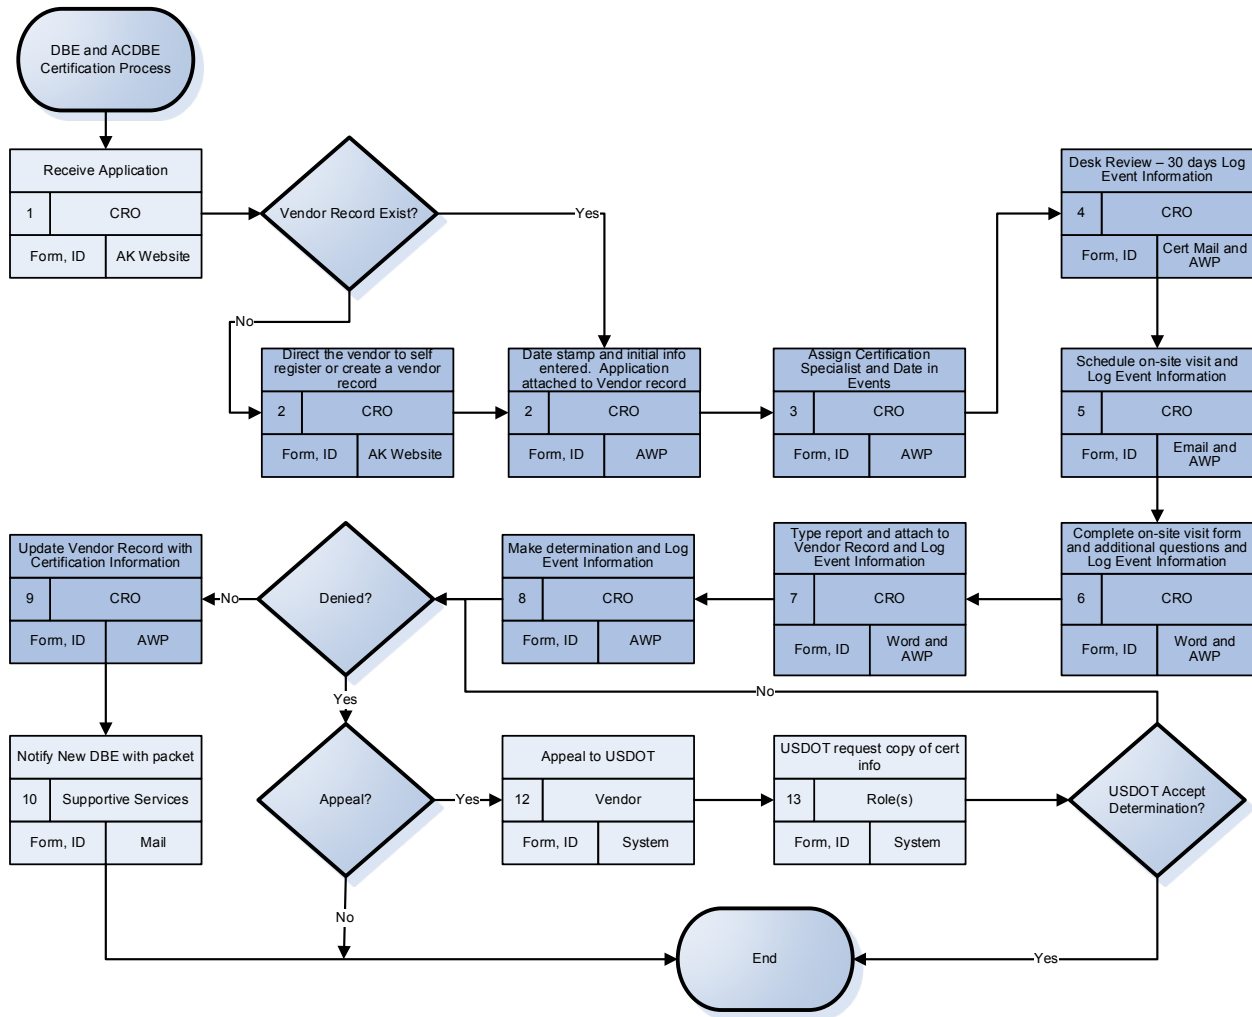 DBE and ACDBE
Certification Process
Receive Application
1
CRO
Form, ID
AK Website
Vendor Record Exist?
Yes
No
Direct the vendor to self
register or create a vendor
record
2
CRO
Form, ID
AK Website
Date stamp and initial info
entered.  Application
attached to Vendor record
2
CRO
Form, ID
AWP
Assign Certification
Specialist and Date in
Events
3
CRO
Form, ID
AWP
Desk Review – 30 days Log
Event Information
4
CRO
Form, ID
Cert Mail and
AWP
Schedule on-site visit and
Log Event Information
5
CRO
Form, ID
Email and
AWP
Complete on-site visit form
and additional questions and
Log Event Information
6
CRO
Form, ID
Word and
AWP
Type report and attach to
Vendor Record and Log
Event Information
7
CRO
Form, ID
Word and
AWP
Make determination and Log
Event Information
8
CRO
Form, ID
AWP
Denied?
No
Yes
Update Vendor Record with
Certification Information
9
CRO
Form, ID
AWP
Notify New DBE with packet
10
Supportive Services
Form, ID
Mail
Appeal?
Yes
No
Appeal to USDOT
12
Vendor
Form, ID
System
USDOT request copy of cert
info
13
Role(s)
Form, ID
System
USDOT Accept
Determination?
No
Yes
End